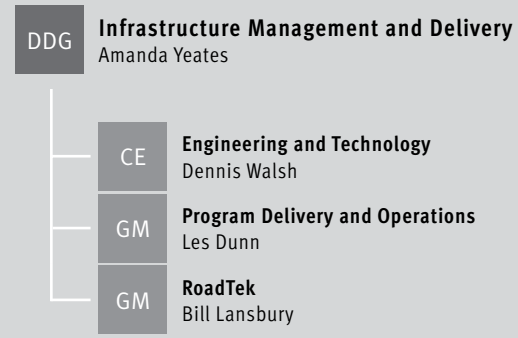 DDG
Infrastructure Management and Delivery
Amanda Yeates
CE
Engineering and Technology
Dennis Walsh
GM
Program Delivery and Operations
Les Dunn
GM
RoadTek
Bill Lansbury